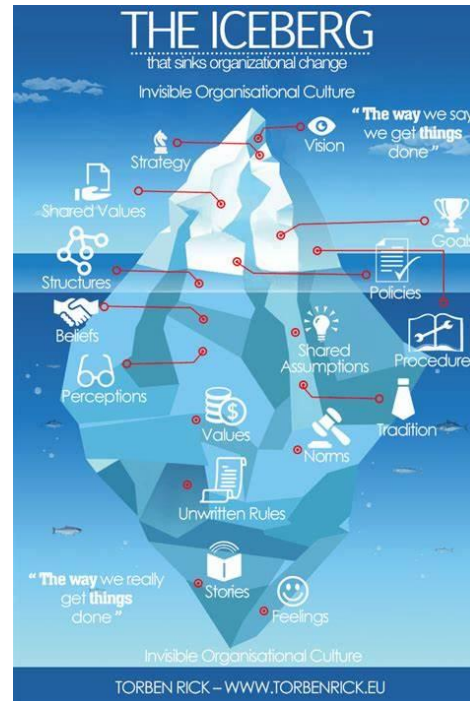 THE ICEBERG
that sinks organizational change
Invisible Organisational Culture
Strategy
Vision
“ The way we say
we get things
done ”
Shared Values
Goals
Structures
Policies
Beliefs
Shared
Assumptions
Procedure
Perceptions
Tradition
Values
Norms
Unwritten Rules
“ The way we really
get things
done ”
Stories
Feelings
Invisible Organisational Culture
TORBEN RICK – WWW.TORBENRICK.EU